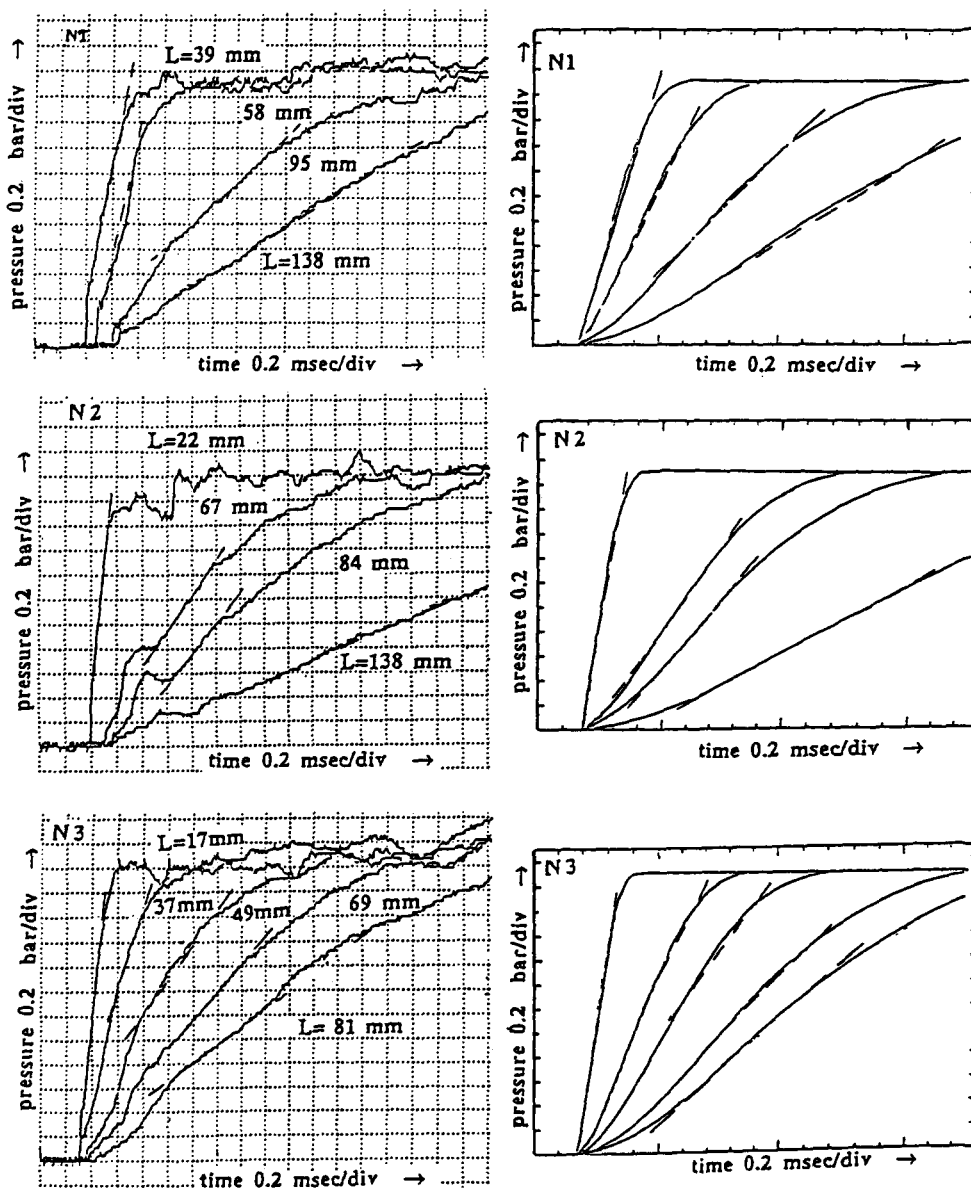 N1
L=39 mm
58 mm
95 mm
L=138 mm
pressure 0.2 bar/div →
time 0.2 msec/div →
N1
pressure 0.2 bar/div →
time 0.2 msec/div →
N 2
L=22 mm
67 mm
84 mm
L=138 mm
pressure 0.2 bar/div →
time 0.2 msec/div →
N2
pressure 0.2 bar/div →
time 0.2 msec/div →
N 3
L=17mm
37mm
49mm
69 mm
L= 81 mm
pressure 0.2 bar/div →
time 0.2 msec/div →
N3
pressure 0.2 bar/div →
time 0.2 msec/div →